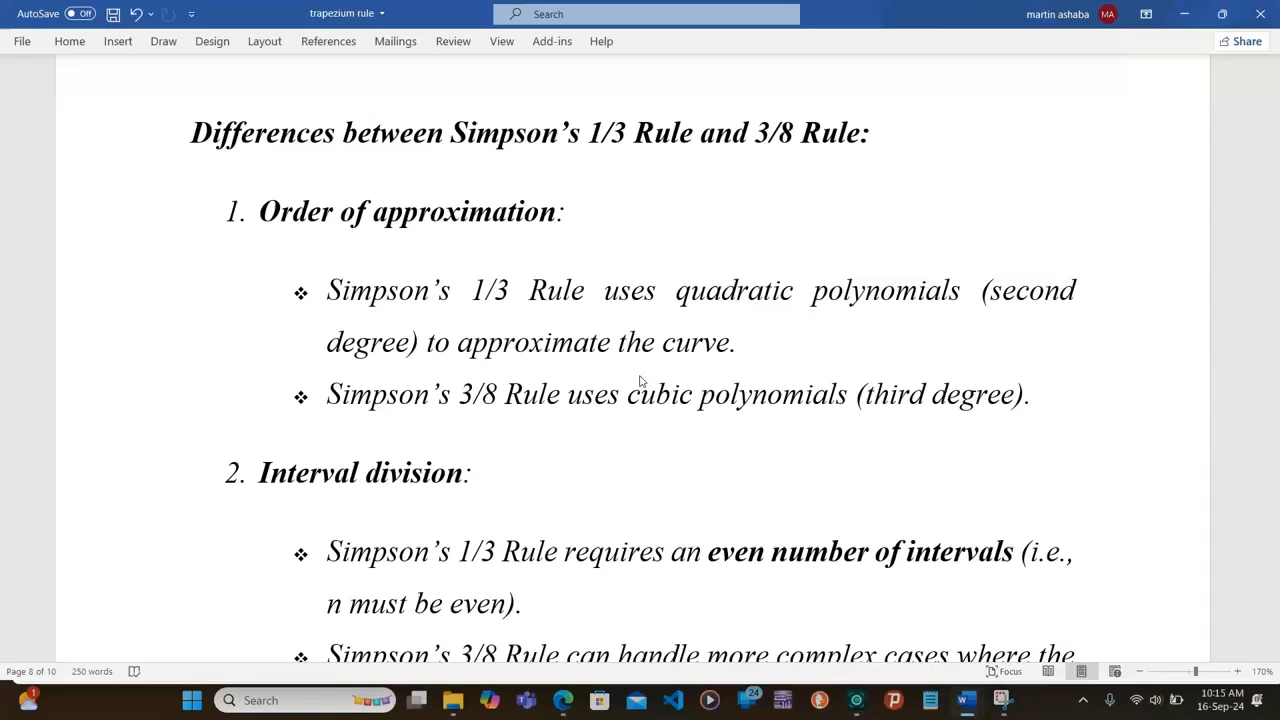 AutoSave Off trapezium rule Search martin ashaba MA
File Home Insert Draw Design Layout References Mailings Review View Add-ins Help Share
Differences between Simpson’s 1/3 Rule and 3/8 Rule:
1. Order of approximation:
❖ Simpson’s 1/3 Rule uses quadratic polynomials (second
degree) to approximate the curve.
❖ Simpson’s 3/8 Rule uses cubic polynomials (third degree).
2. Interval division:
❖ Simpson’s 1/3 Rule requires an even number of intervals (i.e.,
n must be even).
❖ Simpson’s 3/8 Rule can handle more complex cases where the
Page 8 of 10 250 words Focus 170%
1 Search 24 10:15 AM
16-Sep-24